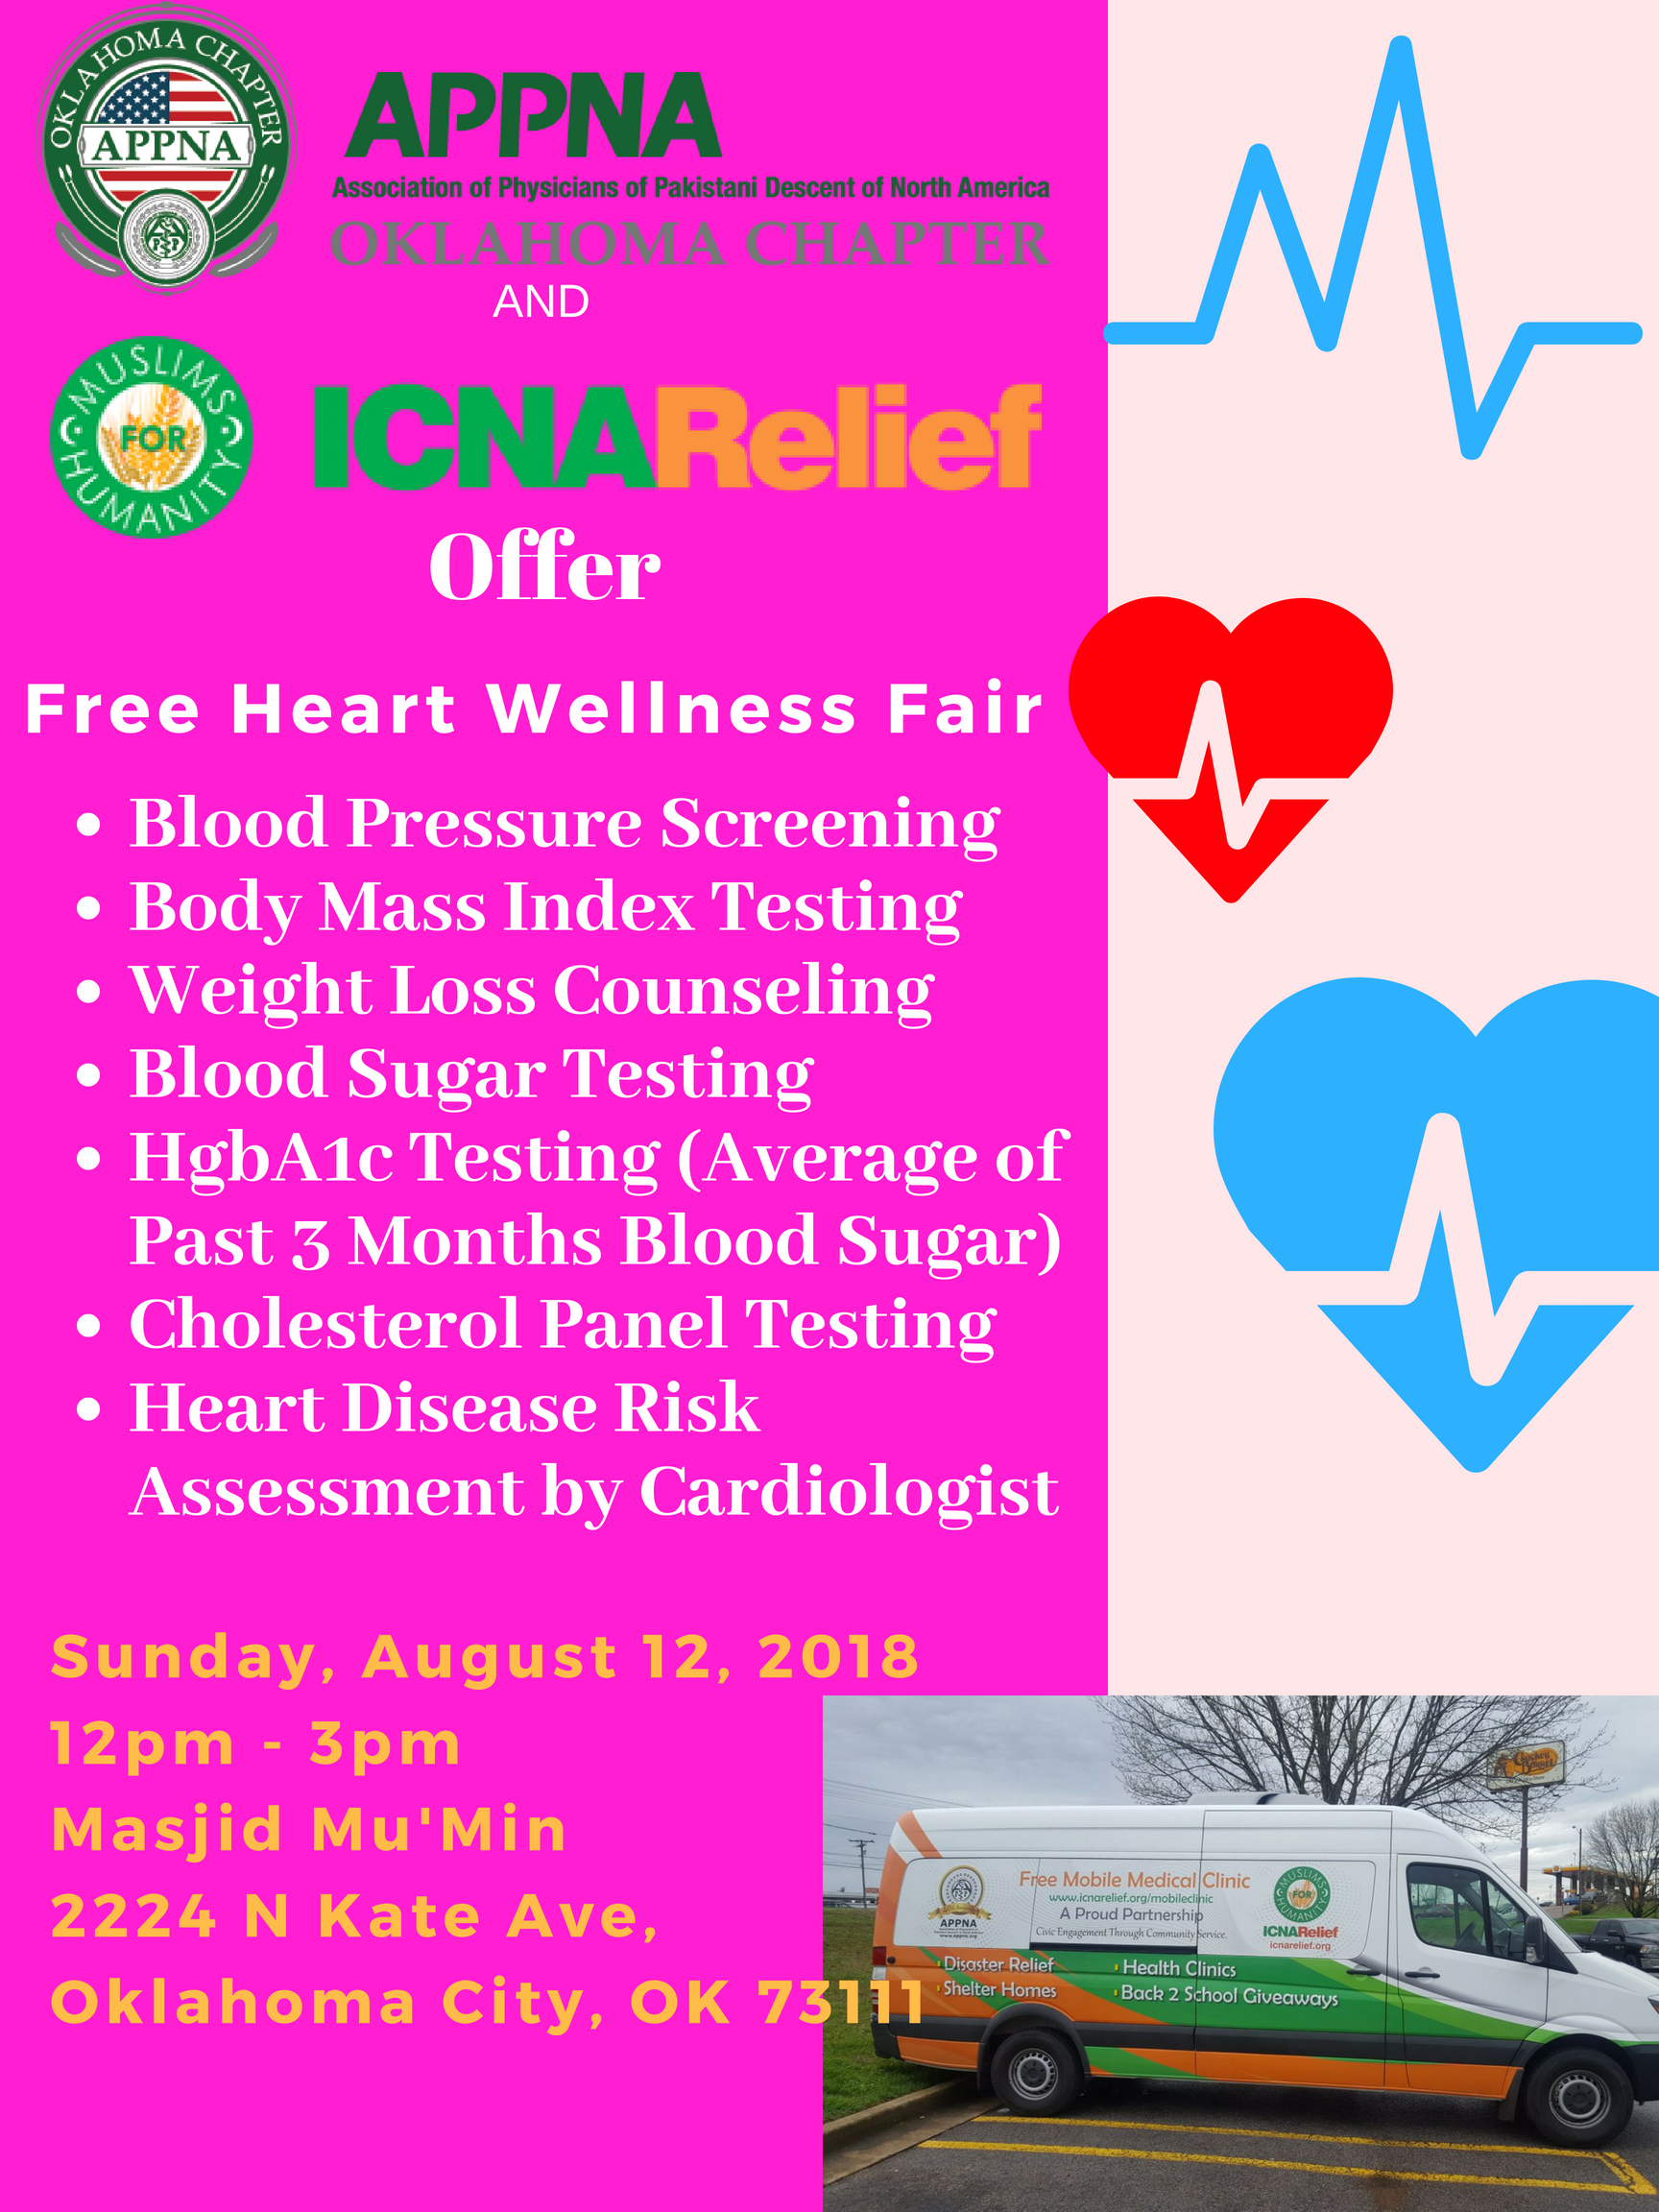 OKLAHOMA CHAPTER
APPNA
APPNA
Association of Physicians of Pakistani Descent of North America
OKLAHOMA CHAPTER
AND
MUSLIMS
FOR
HUMANITY
ICNARelief
Offer
Free Heart Wellness Fair
• Blood Pressure Screening
• Body Mass Index Testing
• Weight Loss Counseling
• Blood Sugar Testing
• HgbA1c Testing (Average of
Past 3 Months Blood Sugar)
• Cholesterol Panel Testing
• Heart Disease Risk
Assessment by Cardiologist
Sunday, August 12, 2018
12pm - 3pm
Masjid Mu'Min
2224 N Kate Ave,
Oklahoma City, OK 73111
Cracker
Barrel
Free Mobile Medical Clinic
www.icnarelief.org/mobileclinic
A Proud Partnership
Civic Engagement Through Community Service.
APPNA
www.appna.org
MUSLIMS
FOR
HUMANITY
ICNARelief
icnarelief.org
Disaster Relief
Shelter Homes
Health Clinics
Back 2 School Giveaways